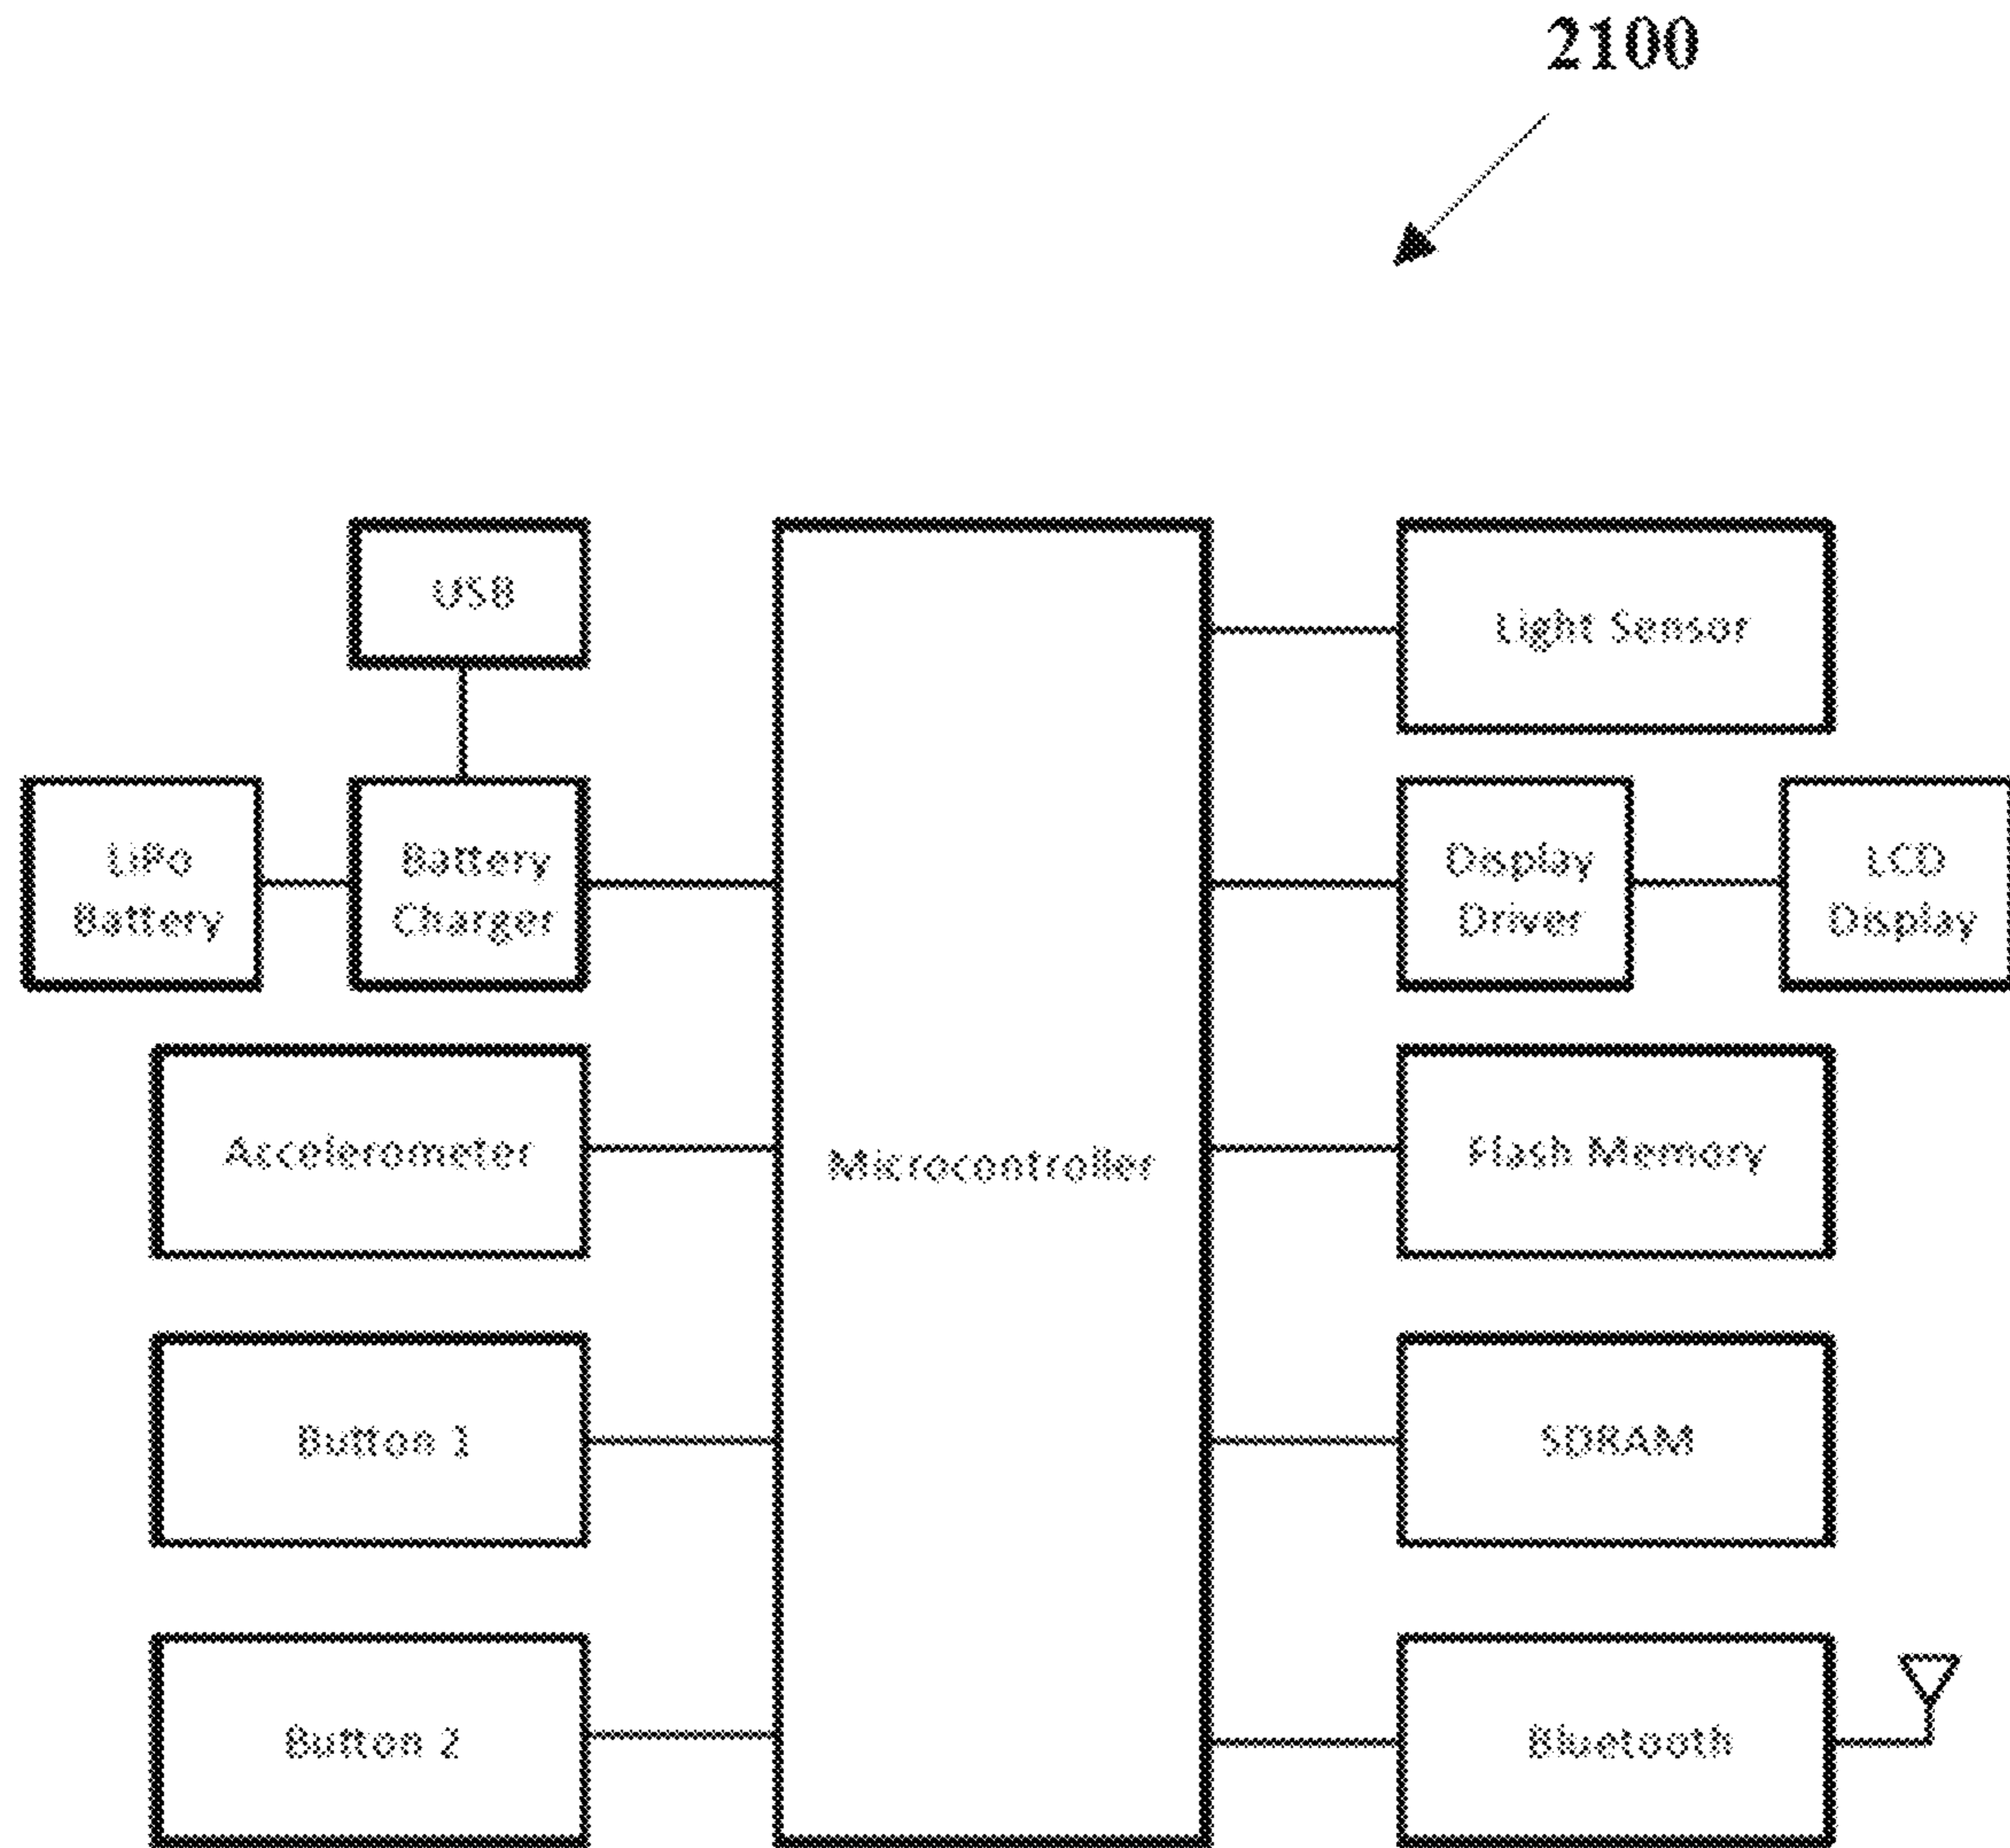 2100
USB
Light Sensor
LiPo
Battery
Battery
Charger
Display
Driver
LCD
Display
Accelerometer
Microcontroller
Flash Memory
Button 1
SDRAM
Button 2
Bluetooth